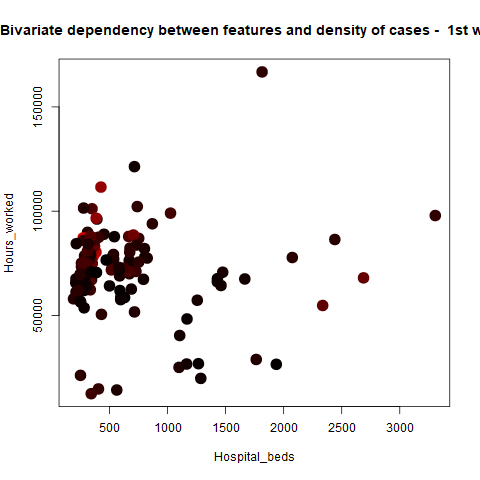 Bivariate dependency between features and density of cases - 1st w
Hours_worked
150000
100000
50000
500 1000 1500 2000 2500 3000
Hospital_beds